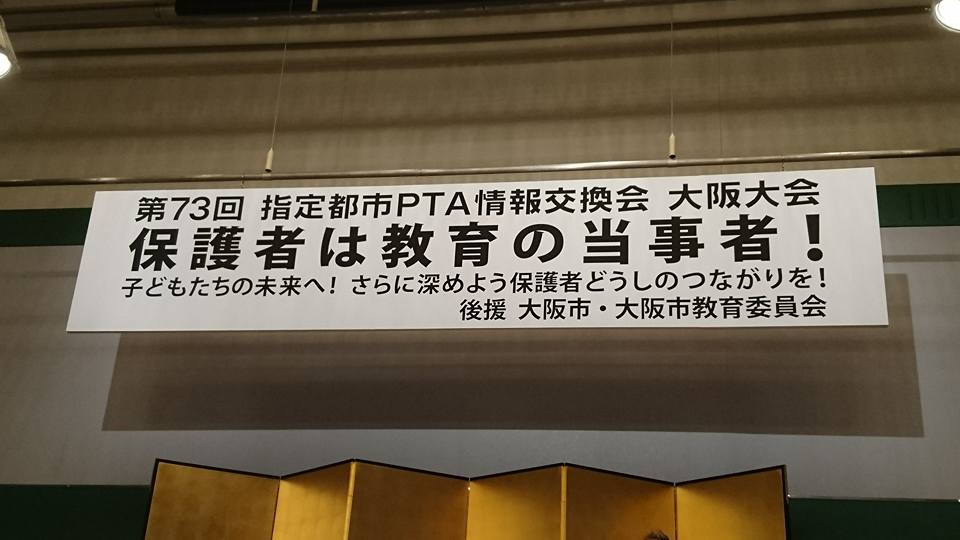 第73回 指定都市PTA情報交換会 大阪大会
保護者は教育の当事者！
子どもたちの未来へ！さらに深めよう保護者どうしのつながりを！
後援 大阪市・大阪市教育委員会